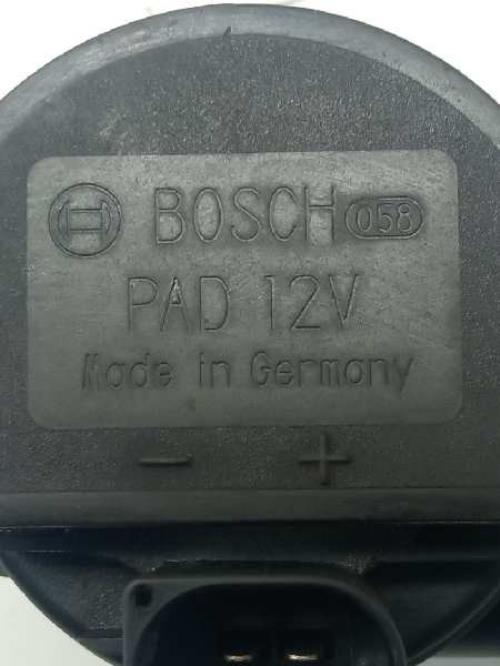 BOSCH 058
PAD 12V
Made in Germany
- +